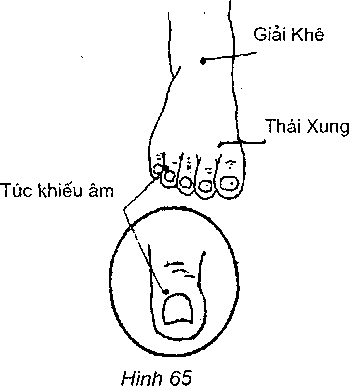 Giải Khê
Thái Xung
Túc khiếu âm
Hình 65